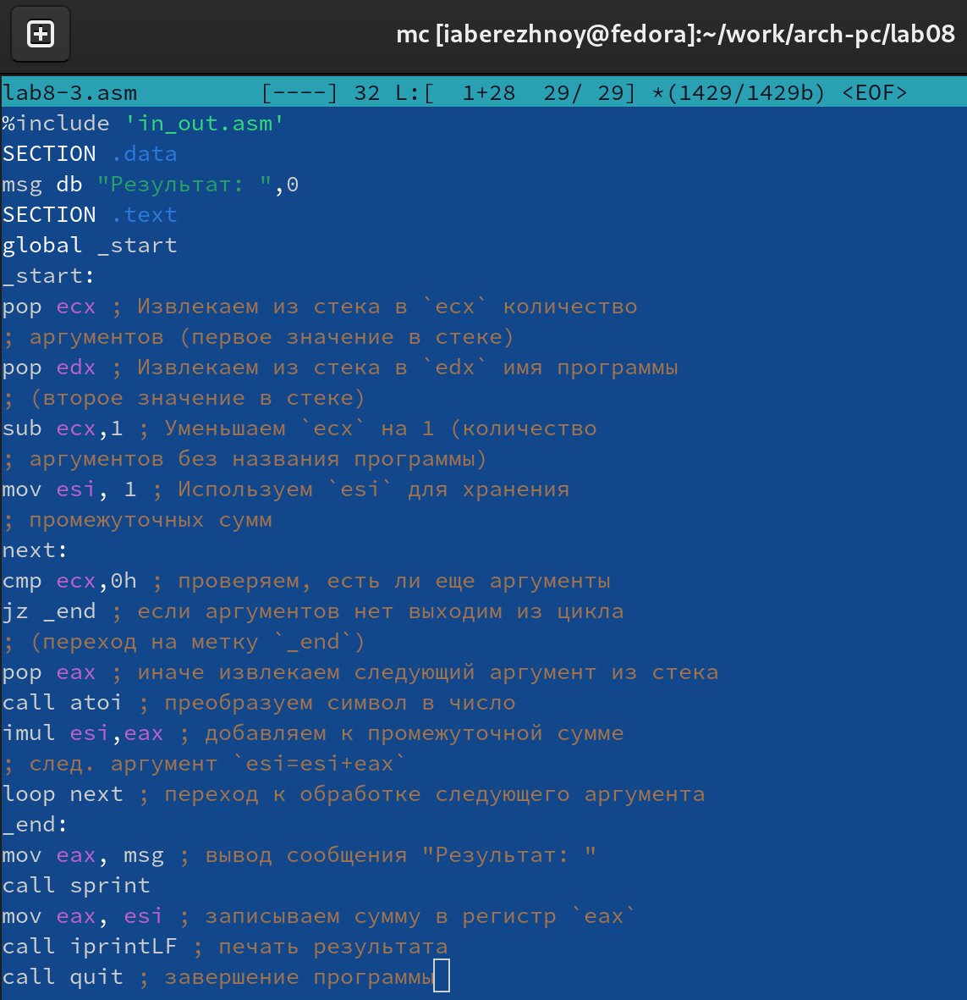 mc [iaberezhnoy@fedora]:~/work/arch-pc/lab08
lab8-3.asm [----] 32 L:[ 1+28 29/ 29] *(1429/1429b) <EOF>
%include 'in_out.asm'
SECTION .data
msg db "Результат: ",0
SECTION .text
global _start
_start:
pop ecx ; Извлекаем из стека в `ecx` количество
; аргументов (первое значение в стеке)
pop edx ; Извлекаем из стека в `edx` имя программы
; (второе значение в стеке)
sub ecx,1 ; Уменьшаем `ecx` на 1 (количество
; аргументов без названия программы)
mov esi, 1 ; Используем `esi` для хранения
; промежуточных сумм
next:
cmp ecx,0h ; проверяем, есть ли еще аргументы
jz _end ; если аргументов нет выходим из цикла
; (переход на метку `_end`)
pop eax ; иначе извлекаем следующий аргумент из стека
call atoi ; преобразуем символ в число
imul esi,eax ; добавляем к промежуточной сумме
; след. аргумент `esi=esi+eax`
loop next ; переход к обработке следующего аргумента
_end:
mov eax, msg ; вывод сообщения "Результат: "
call sprint
mov eax, esi ; записываем сумму в регистр `eax`
call iprintLF ; печать результата
call quit ; завершение программы